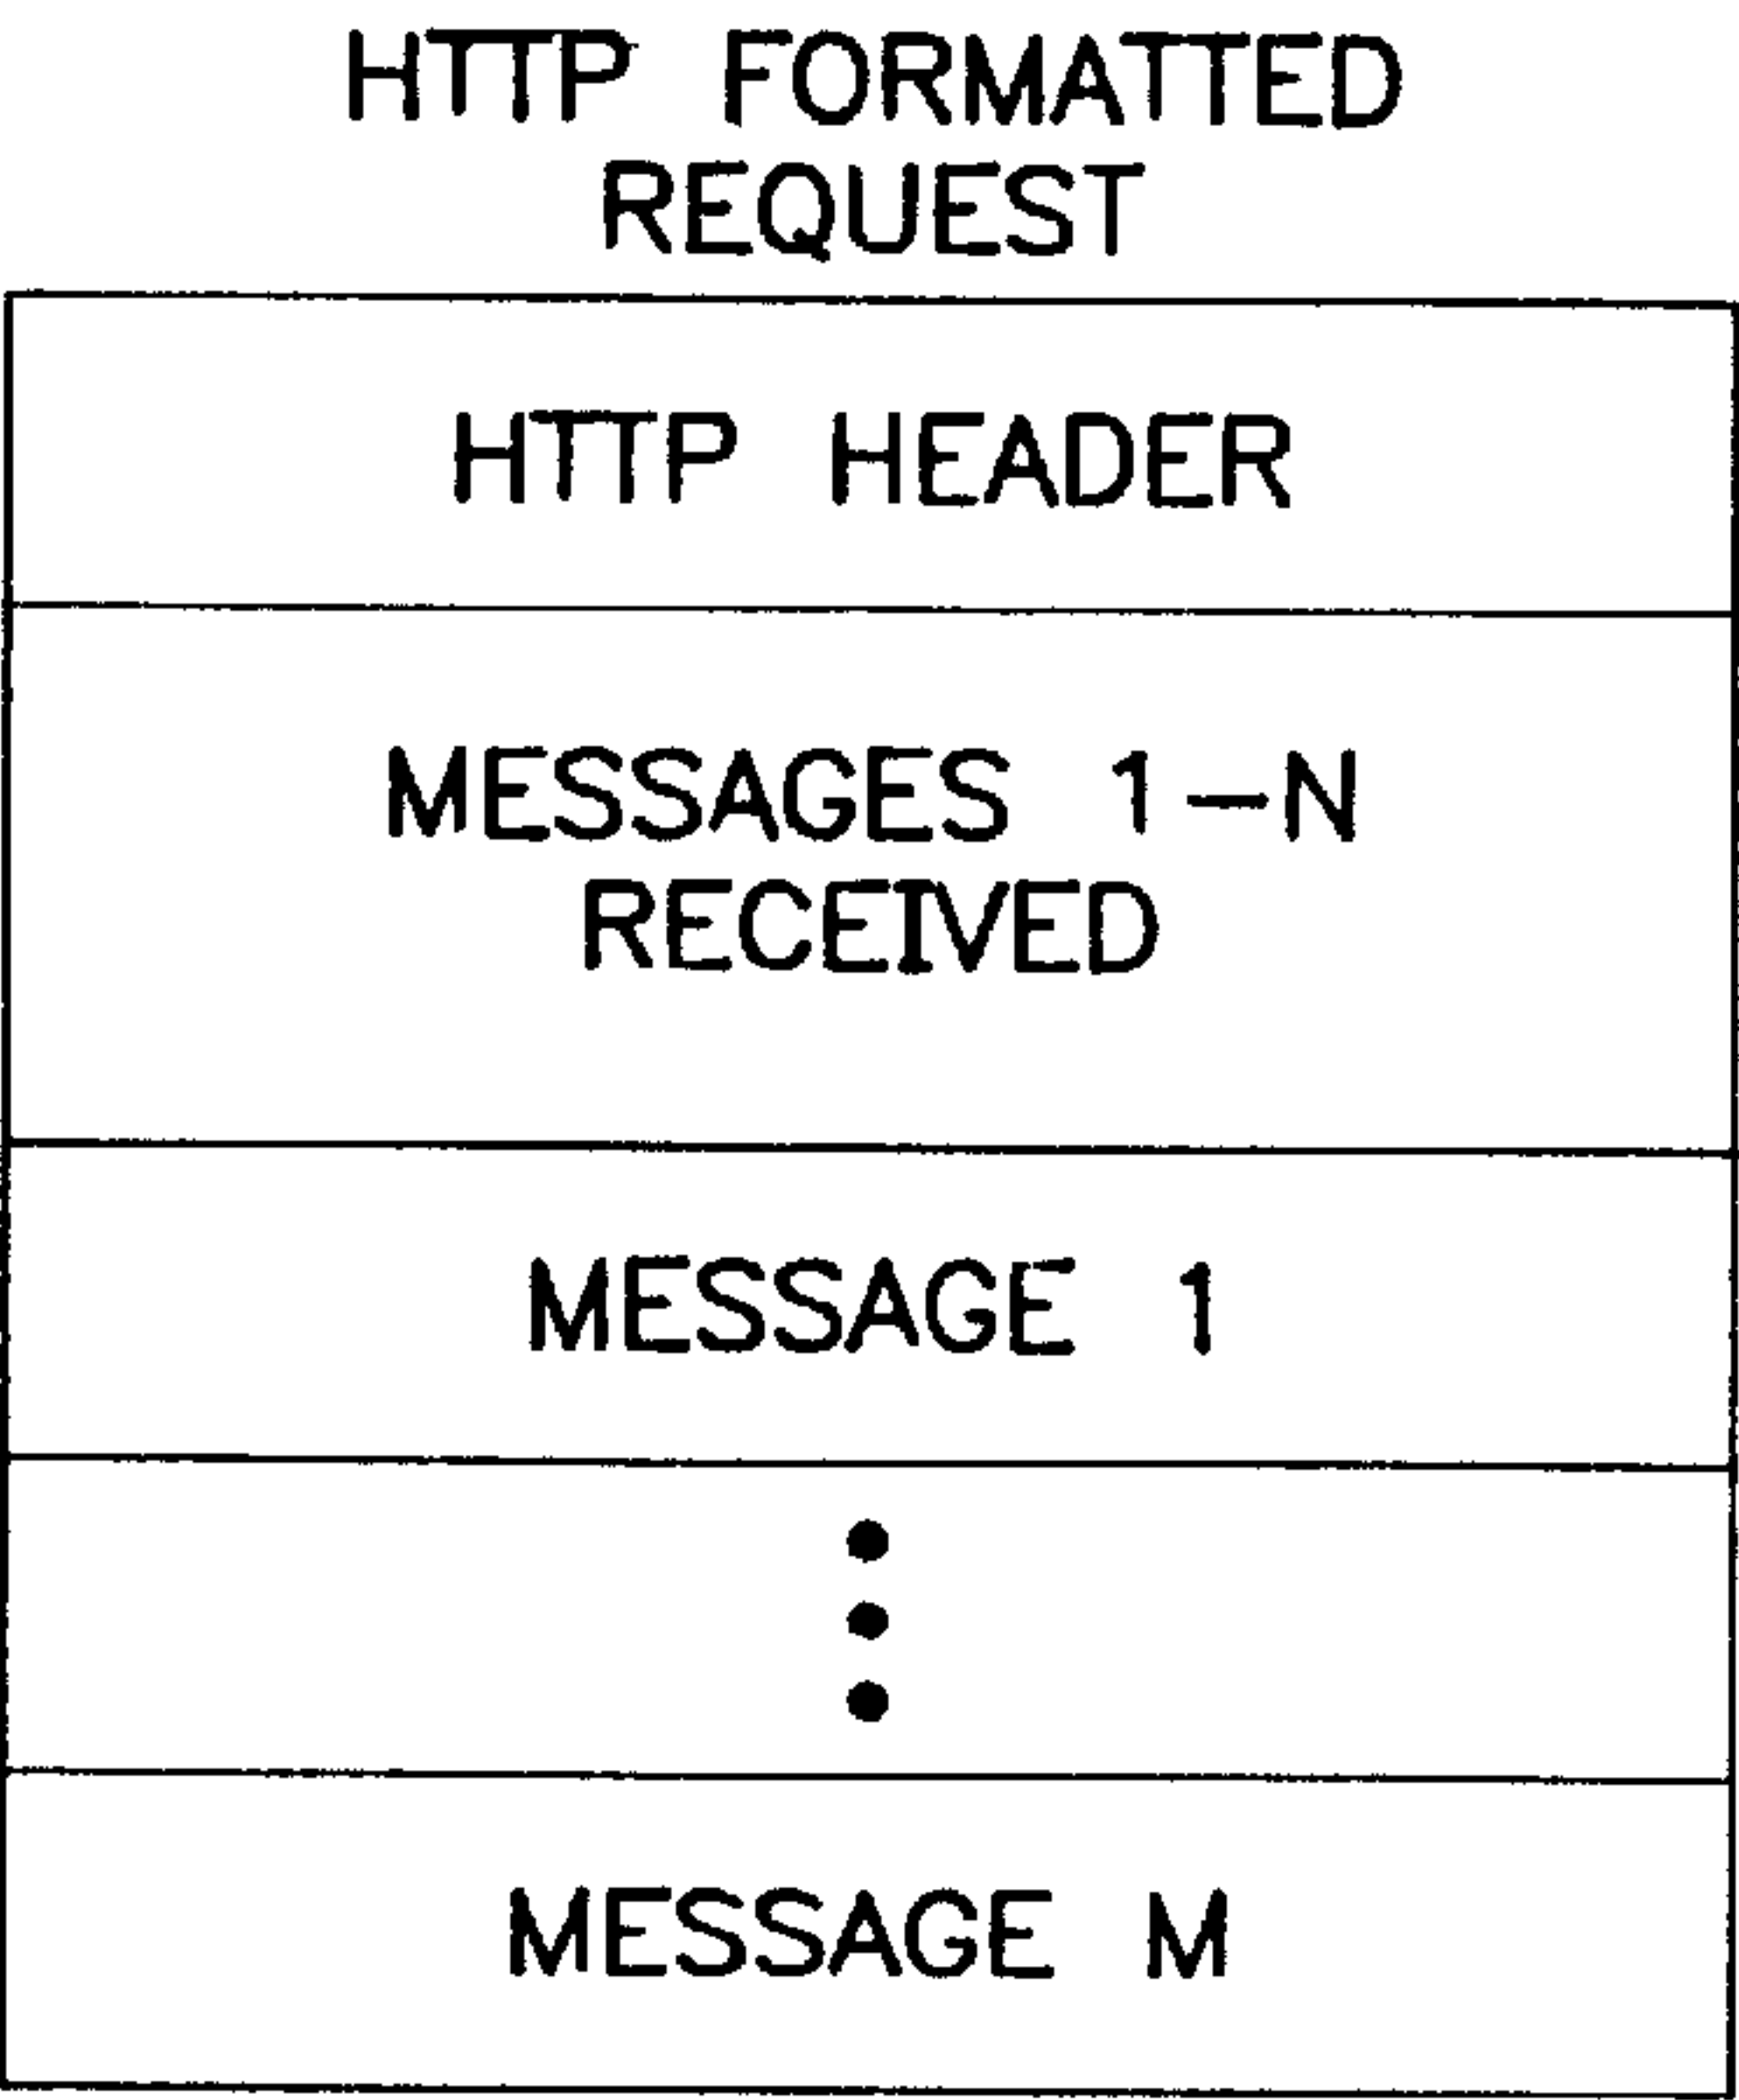 HTTP FORMATTED
REQUEST
HTTP HEADER
MESSAGES 1-N
RECEIVED
MESSAGE 1
MESSAGE M